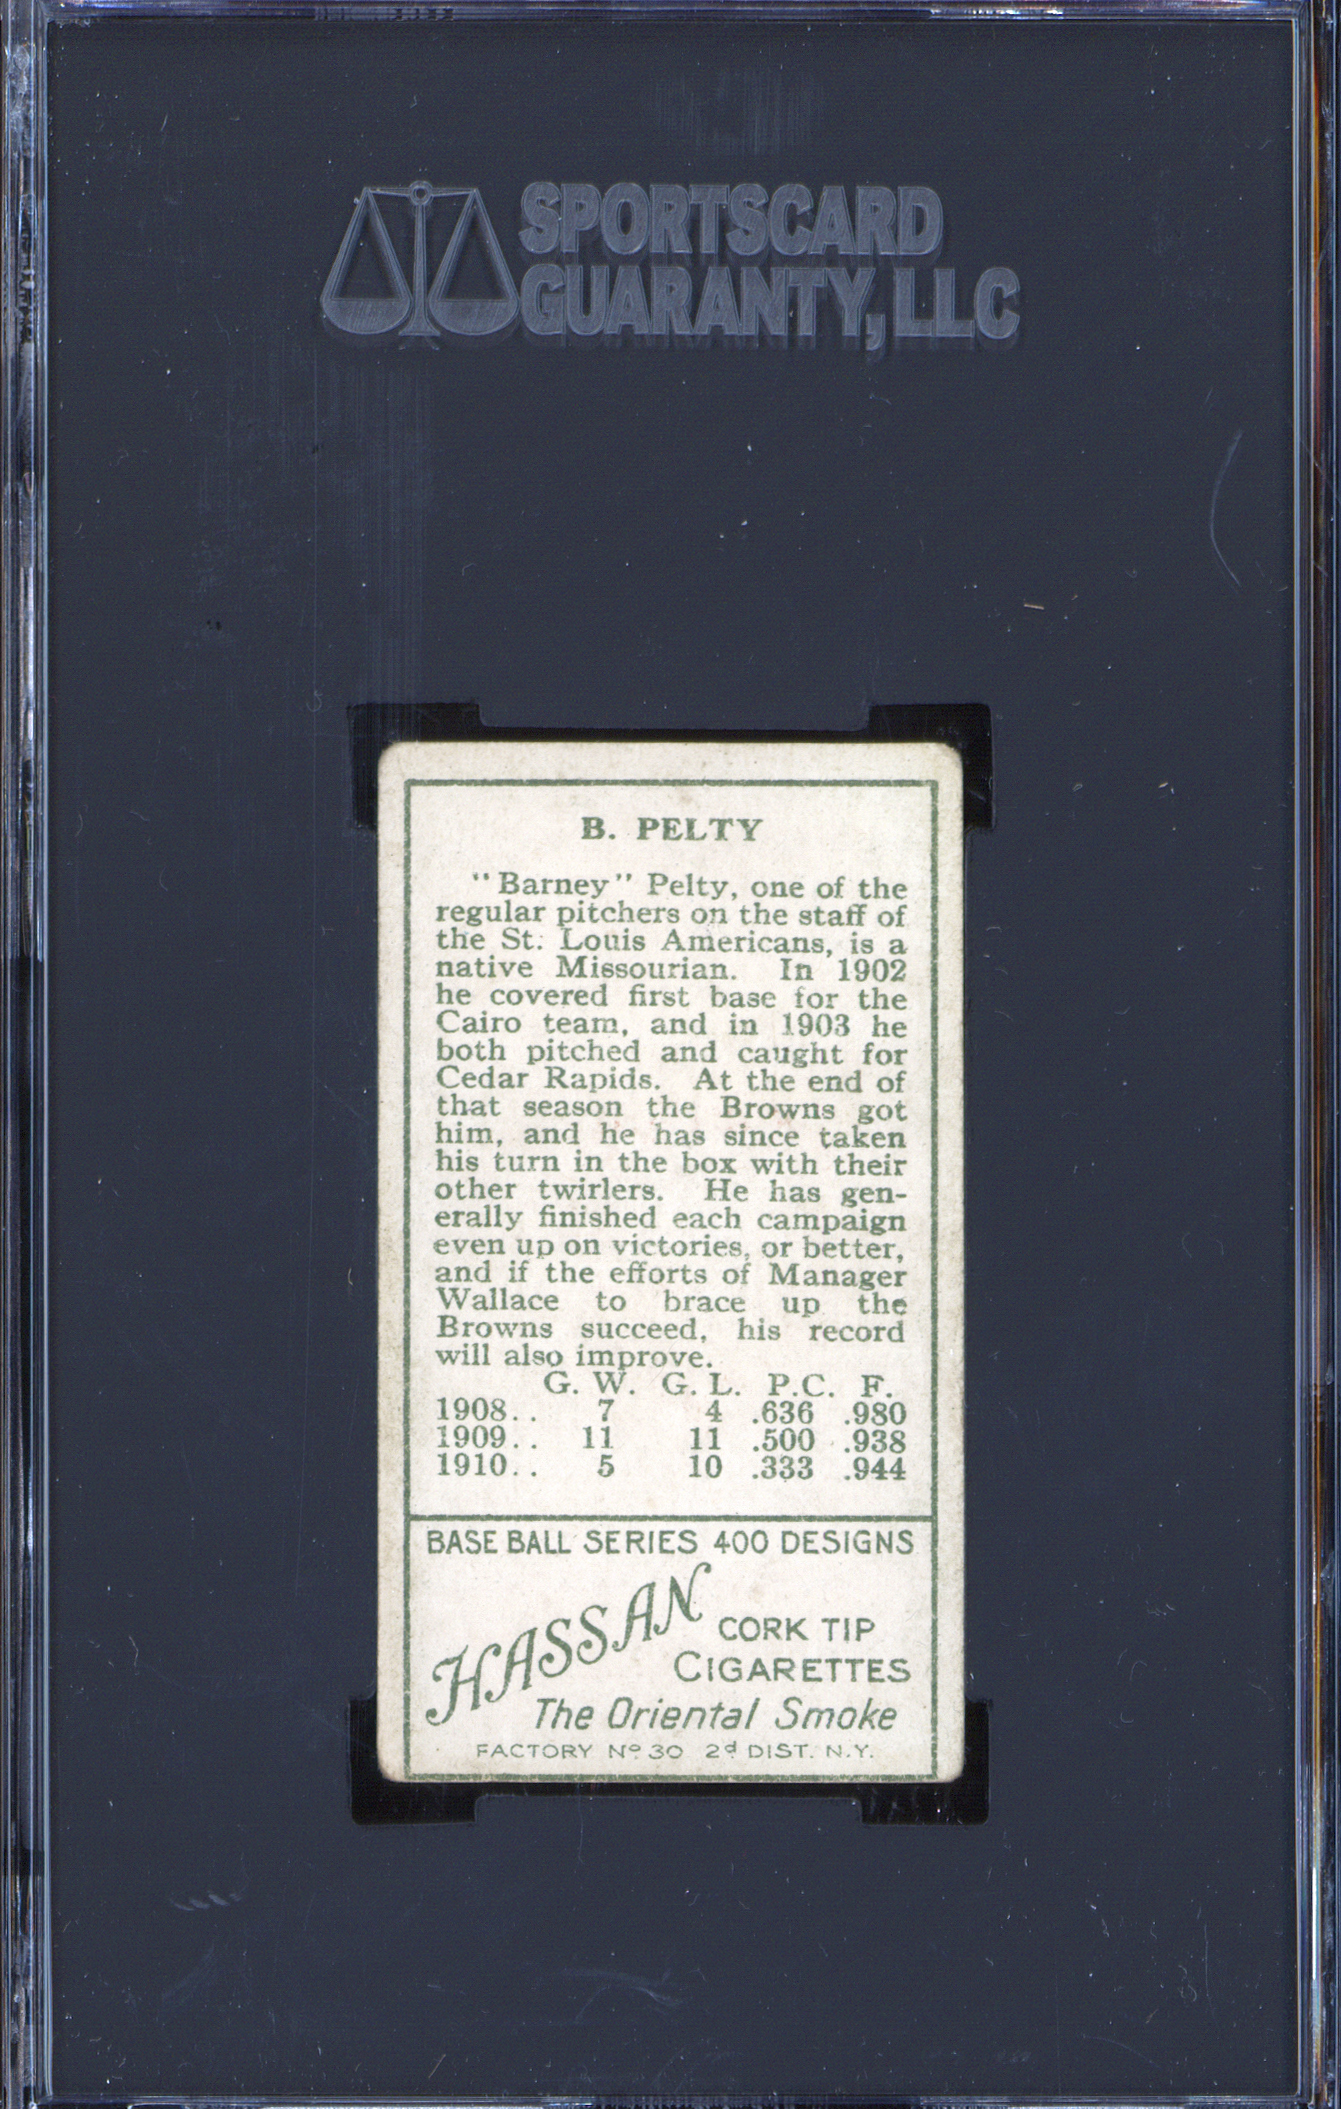 SPORTSCARD
GUARANTY, LLC
B. PELTY
"Barney" Pelty, one of the
regular pitchers on the staff of
the St. Louis Americans, is a
native Missourian. In 1902
he covered first base for the
Cairo team, and in 1903 he
both pitched and caught for
Cedar Rapids. At the end of
that season the Browns got
him, and he has since taken
his turn in the box with their
other twirlers. He has gen-
erally finished each campaign
even up on victories, or better,
and if the efforts of Manager
Wallace to brace up the
Browns succeed, his record
will also improve.
G. W. G. L. P.C. F.
1908.. 7 4 .636 .980
1909.. 11 11 .500 .938
1910.. 5 10 .333 .944
BASE BALL SERIES 400 DESIGNS
HASSAN CORK TIP
CIGARETTES
The Oriental Smoke
FACTORY Nº 30 2d DIST. N.Y.